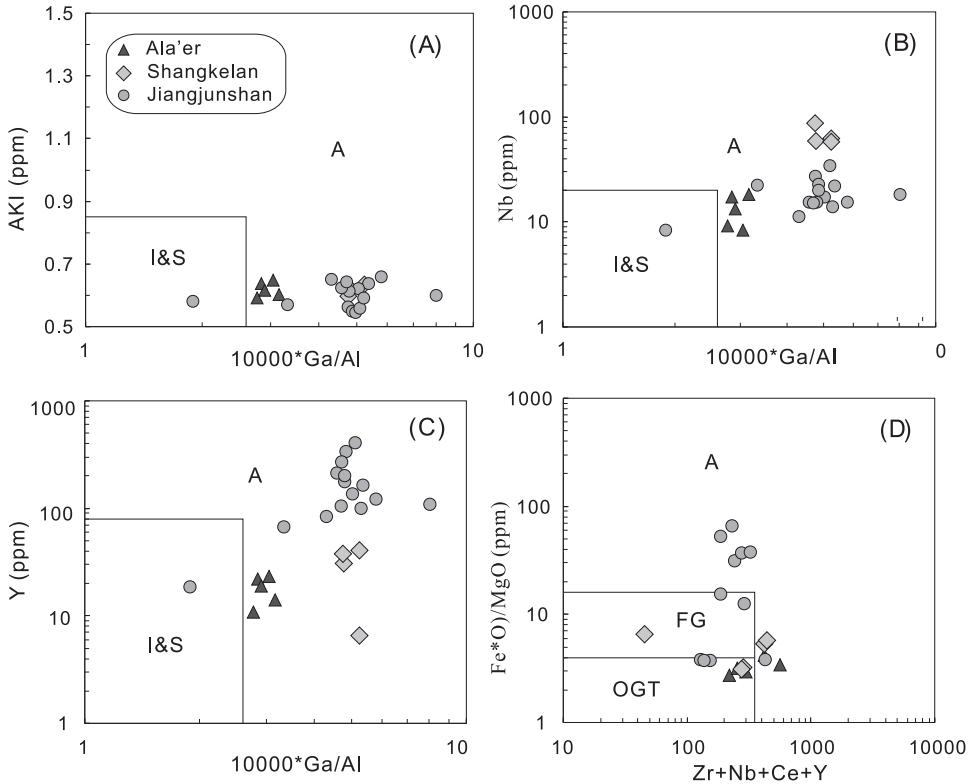 (A)
Ala'er
Shangkelan
Jiangjunshan
A
I&S
1.5
1.3
1.1
0.9
0.7
0.5
AKI (ppm)
1
10000*Ga/Al
10
(B)
A
I&S
1000
100
10
1
Nb (ppm)
1
10000*Ga/Al
0
(C)
A
I&S
1000
100
10
1
Y (ppm)
1
10000*Ga/Al
10
(D)
A
FG
OGT
1000
100
10
1
Fe*O)/MgO (ppm)
10
100
1000
10000
Zr+Nb+Ce+Y